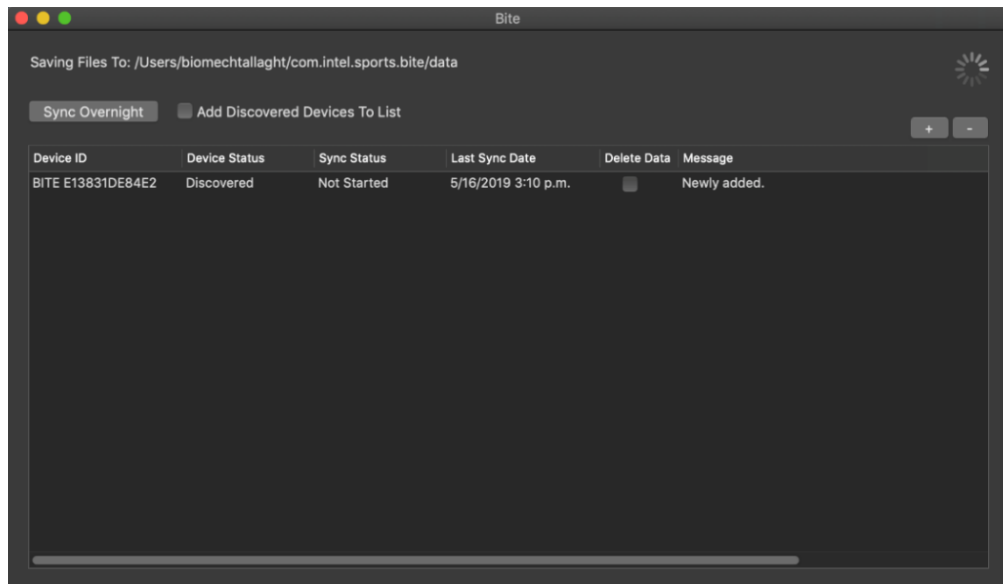 Bite
Saving Files To: /Users/biomechtallaght/com.intel.sports.bite/data
Sync Overnight Add Discovered Devices To List
+ -
Device ID Device Status Sync Status Last Sync Date Delete Data Message
BITE E13831DE84E2 Discovered Not Started 5/16/2019 3:10 p.m. Newly added.